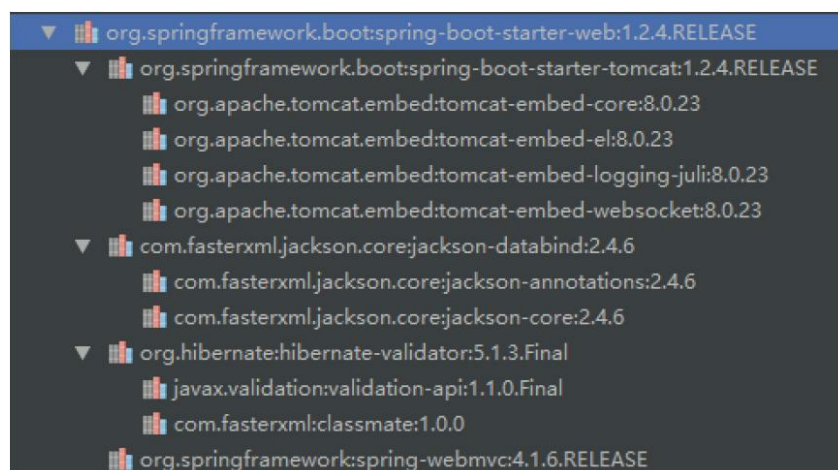 org.springframework.boot:spring-boot-starter-web:1.2.4.RELEASE
org.springframework.boot:spring-boot-starter-tomcat:1.2.4.RELEASE
org.apache.tomcat.embed:tomcat-embed-core:8.0.23
org.apache.tomcat.embed:tomcat-embed-el:8.0.23
org.apache.tomcat.embed:tomcat-embed-logging-juli:8.0.23
org.apache.tomcat.embed:tomcat-embed-websocket:8.0.23
com.fasterxml.jackson.core:jackson-databind:2.4.6
com.fasterxml.jackson.core:jackson-annotations:2.4.6
com.fasterxml.jackson.core:jackson-core:2.4.6
org.hibernate:hibernate-validator:5.1.3.Final
javax.validation:validation-api:1.1.0.Final
com.fasterxml:classmate:1.0.0
org.springframework:spring-webmvc:4.1.6.RELEASE